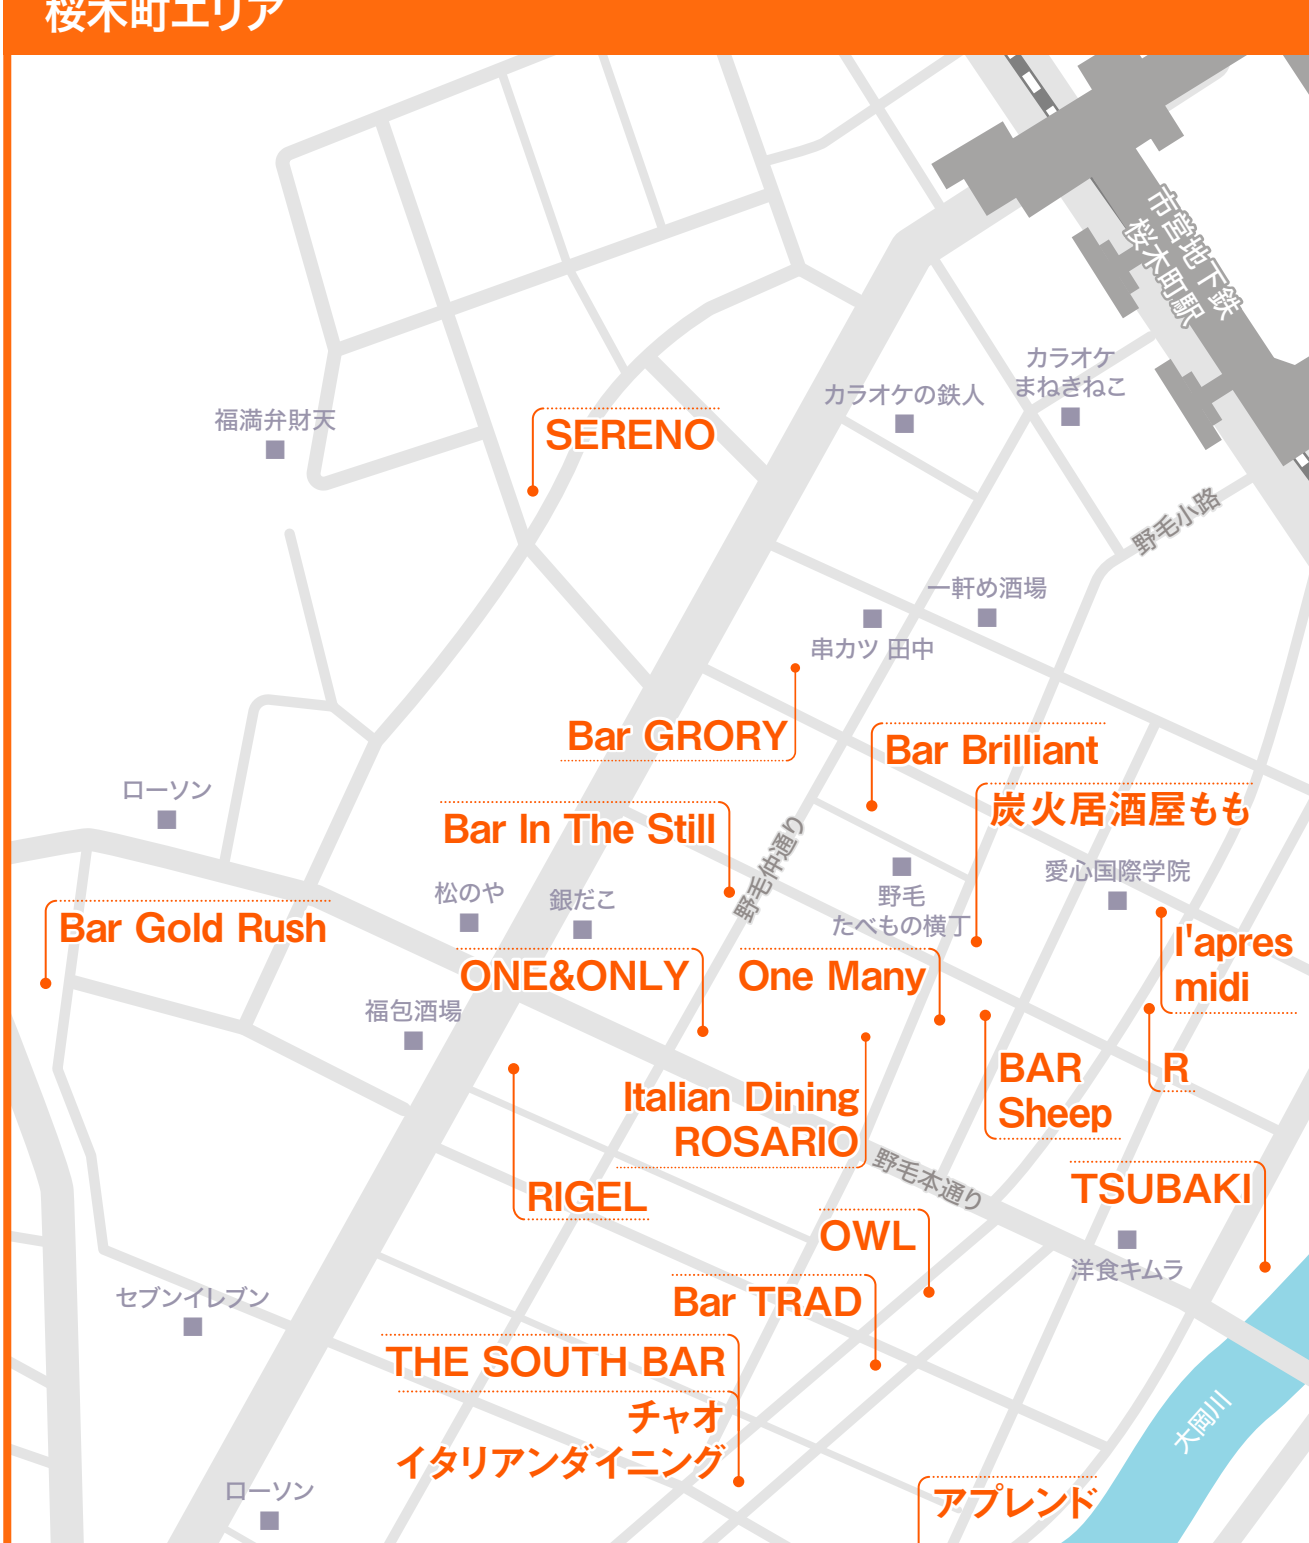 桜木町エリア
市営地下鉄
桜木町駅
カラオケ
まねきねこ
カラオケの鉄人
福満弁財天
SERENO
野毛小路
一軒め酒場
串カツ 田中
Bar GRORY
Bar Brilliant
ローソン
炭火居酒屋もも
Bar In The Still
野毛仲通り
愛心国際学院
松のや
銀だこ
野毛
たべもの横丁
Bar Gold Rush
l'apres
midi
ONE&ONLY
One Many
福包酒場
BAR
Sheep
R
Italian Dining
ROSARIO
野毛本通り
TSUBAKI
RIGEL
OWL
洋食キムラ
セブンイレブン
Bar TRAD
THE SOUTH BAR
チャオ
イタリアンダイニング
大岡川
ローソン
アプレンド